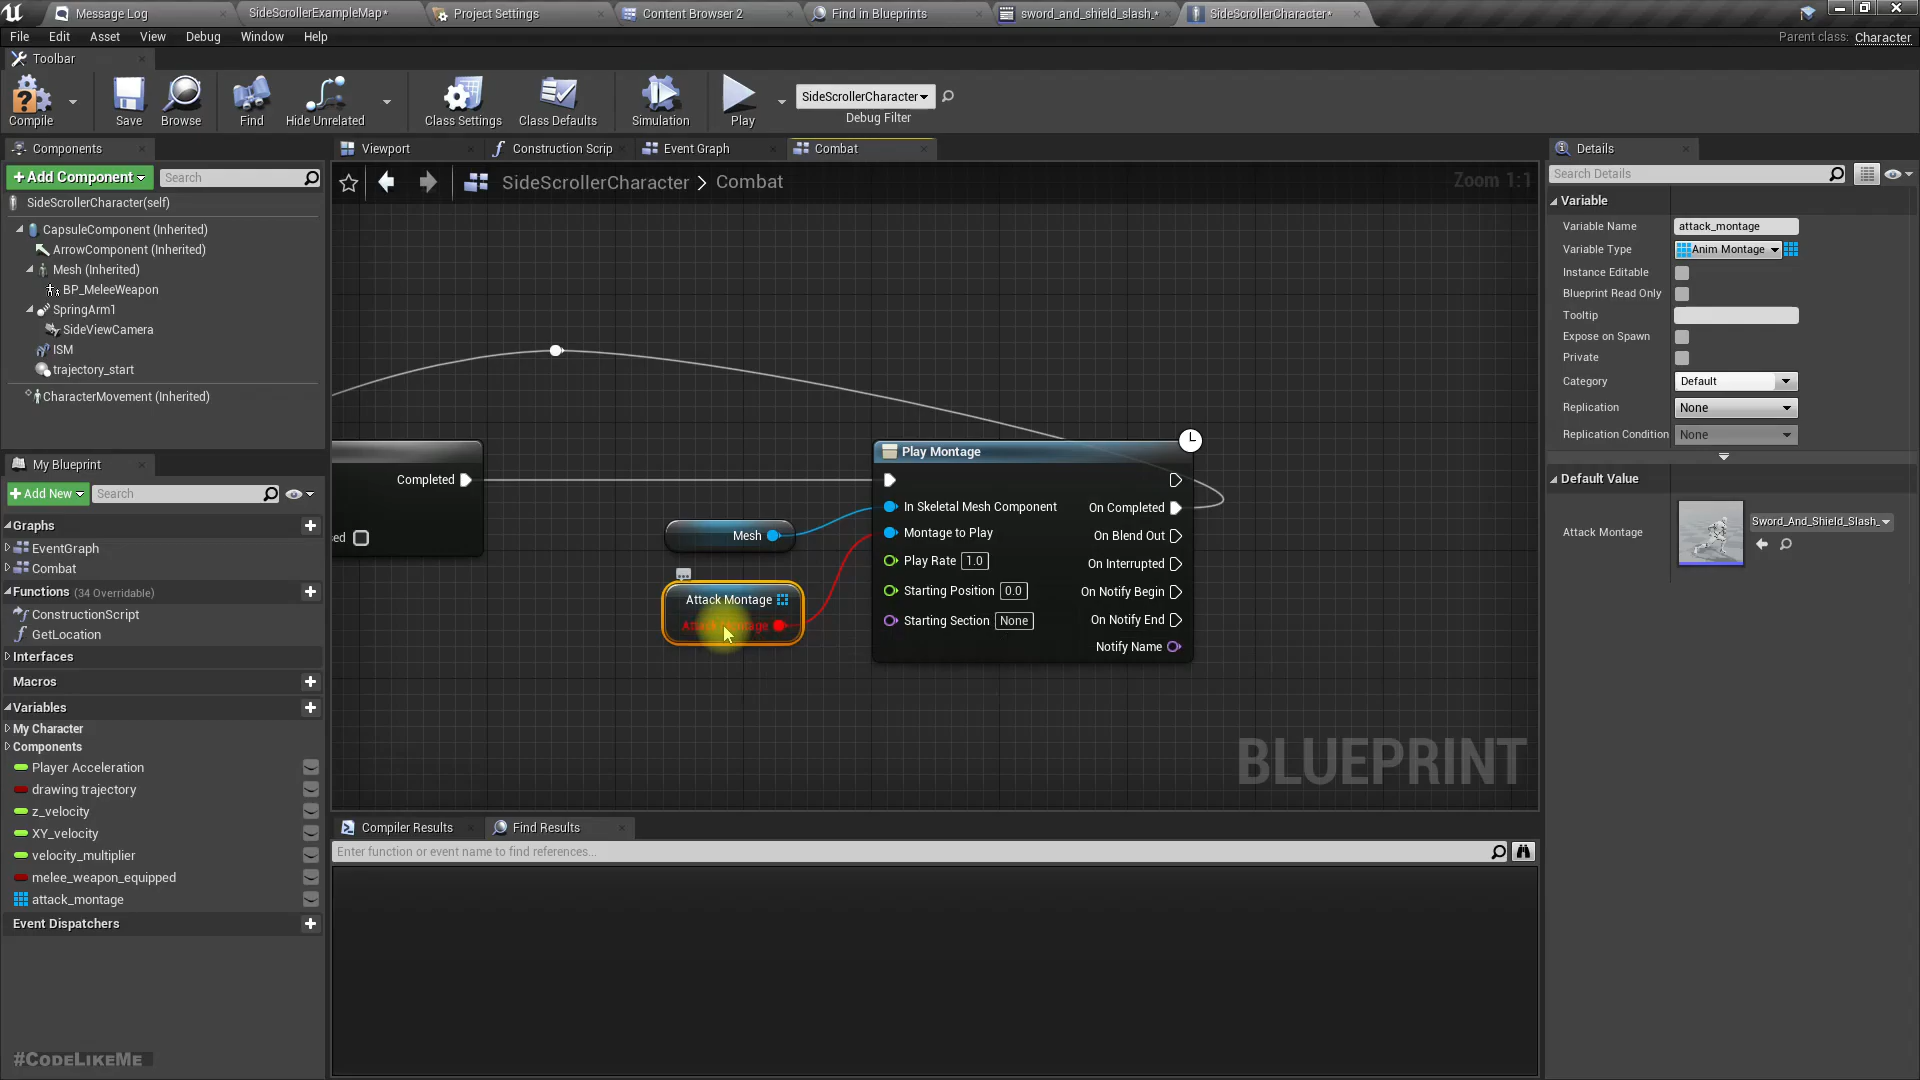 Message Log
SideScrollerExampleMap*
Project Settings
Content Browser 2
Find in Blueprints
sword_and_shield_slash_*
SideScrollerCharacter*
File Edit Asset View Debug Window Help
Parent class: Character
Toolbar
Compile
Save
Browse
Find
Hide Unrelated
Class Settings
Class Defaults
Simulation
Play
SideScrollerCharacter
Debug Filter
Components
+Add Component
Search
SideScrollerCharacter(self)
CapsuleComponent (Inherited)
ArrowComponent (Inherited)
Mesh (Inherited)
BP_MeleeWeapon
SpringArm1
SideViewCamera
ISM
trajectory_start
CharacterMovement (Inherited)
My Blueprint
+Add New
Search
Graphs
EventGraph
Combat
Functions (34 Overridable)
ConstructionScript
GetLocation
Interfaces
Macros
Variables
My Character
Components
Player Acceleration
drawing trajectory
z_velocity
XY_velocity
velocity_multiplier
melee_weapon_equipped
attack_montage
Event Dispatchers
#CodeLikeMe
Viewport
Construction Scrip
Event Graph
Combat
SideScrollerCharacter > Combat
Zoom 1:1
Completed
ed
Mesh
Attack Montage
Play Montage
In Skeletal Mesh Component
Montage to Play
Play Rate 1.0
Starting Position 0.0
Starting Section None
On Completed
On Blend Out
On Interrupted
On Notify Begin
On Notify End
Notify Name
BLUEPRINT
Compiler Results
Find Results
Enter function or event name to find references...
Details
Search Details
Variable
Variable Name attack_montage
Variable Type Anim Montage
Instance Editable
Blueprint Read Only
Tooltip
Expose on Spawn
Private
Category Default
Replication None
Replication Condition None
Default Value
Attack Montage
Sword_And_Shield_Slash_